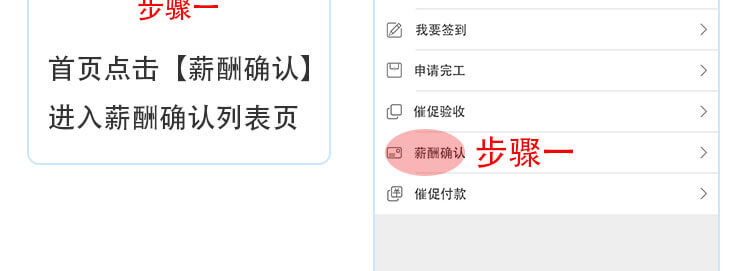 步骤一
首页点击【薪酬确认】
进入薪酬确认列表页
我要签到
申请完工
催促验收
薪酬确认 步骤一
催促付款